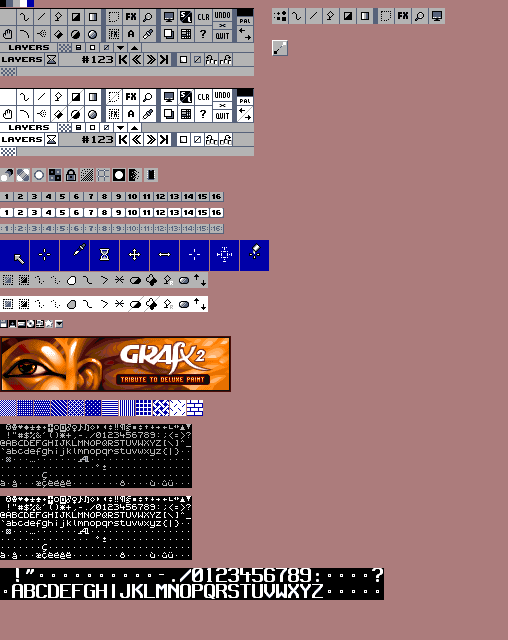 FX CLR UNDO
PAL
FX A ? QUIT
LAYERS
LAYERS #123
FX
FX CLR UNDO
PAL
FX A ? QUIT
LAYERS
LAYERS #123
1 2 3 4 5 6 7 8 9 10 11 12 13 14 15 16
1 2 3 4 5 6 7 8 9 10 11 12 13 14 15 16
1 2 3 4 5 6 7 8 9 10 11 12 13 14 15 16
GRAFX2
TRIBUTE TO DELUXE PAINT
!"#$%&'()*+,-./0123456789:;<=>?
@ABCDEFGHIJKLMNOPQRSTUVWXYZ[\]^_
`abcdefghijklmnopqrstuvwxyz{|}
!"#$%&'()*+,-./0123456789:;<=>?
@ABCDEFGHIJKLMNOPQRSTUVWXYZ[\]^_
`abcdefghijklmnopqrstuvwxyz{|}
!"··········-./0123456789:····?
·ABCDEFGHIJKLMNOPQRSTUVWXYZ·····